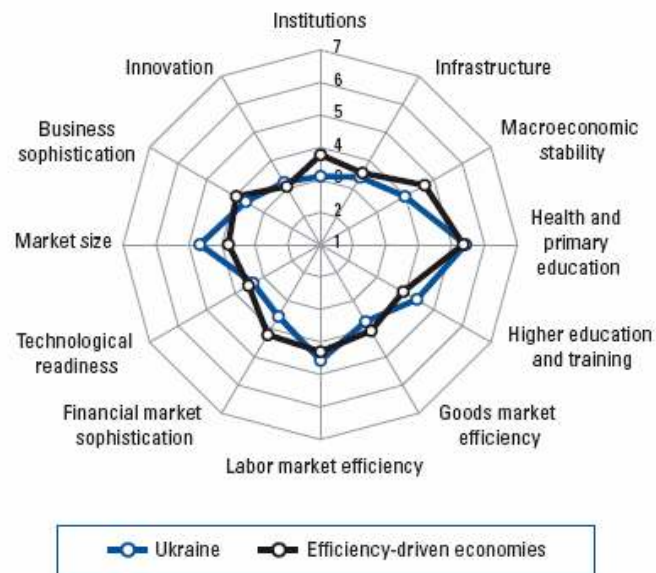 Institutions
Infrastructure
Macroeconomic
stability
Health and
primary
education
Higher education
and training
Goods market
efficiency
Labor market efficiency
Financial market
sophistication
Technological
readiness
Market size
Business
sophistication
Innovation
7
6
5
4
3
2
1
Ukraine
Efficiency-driven economies